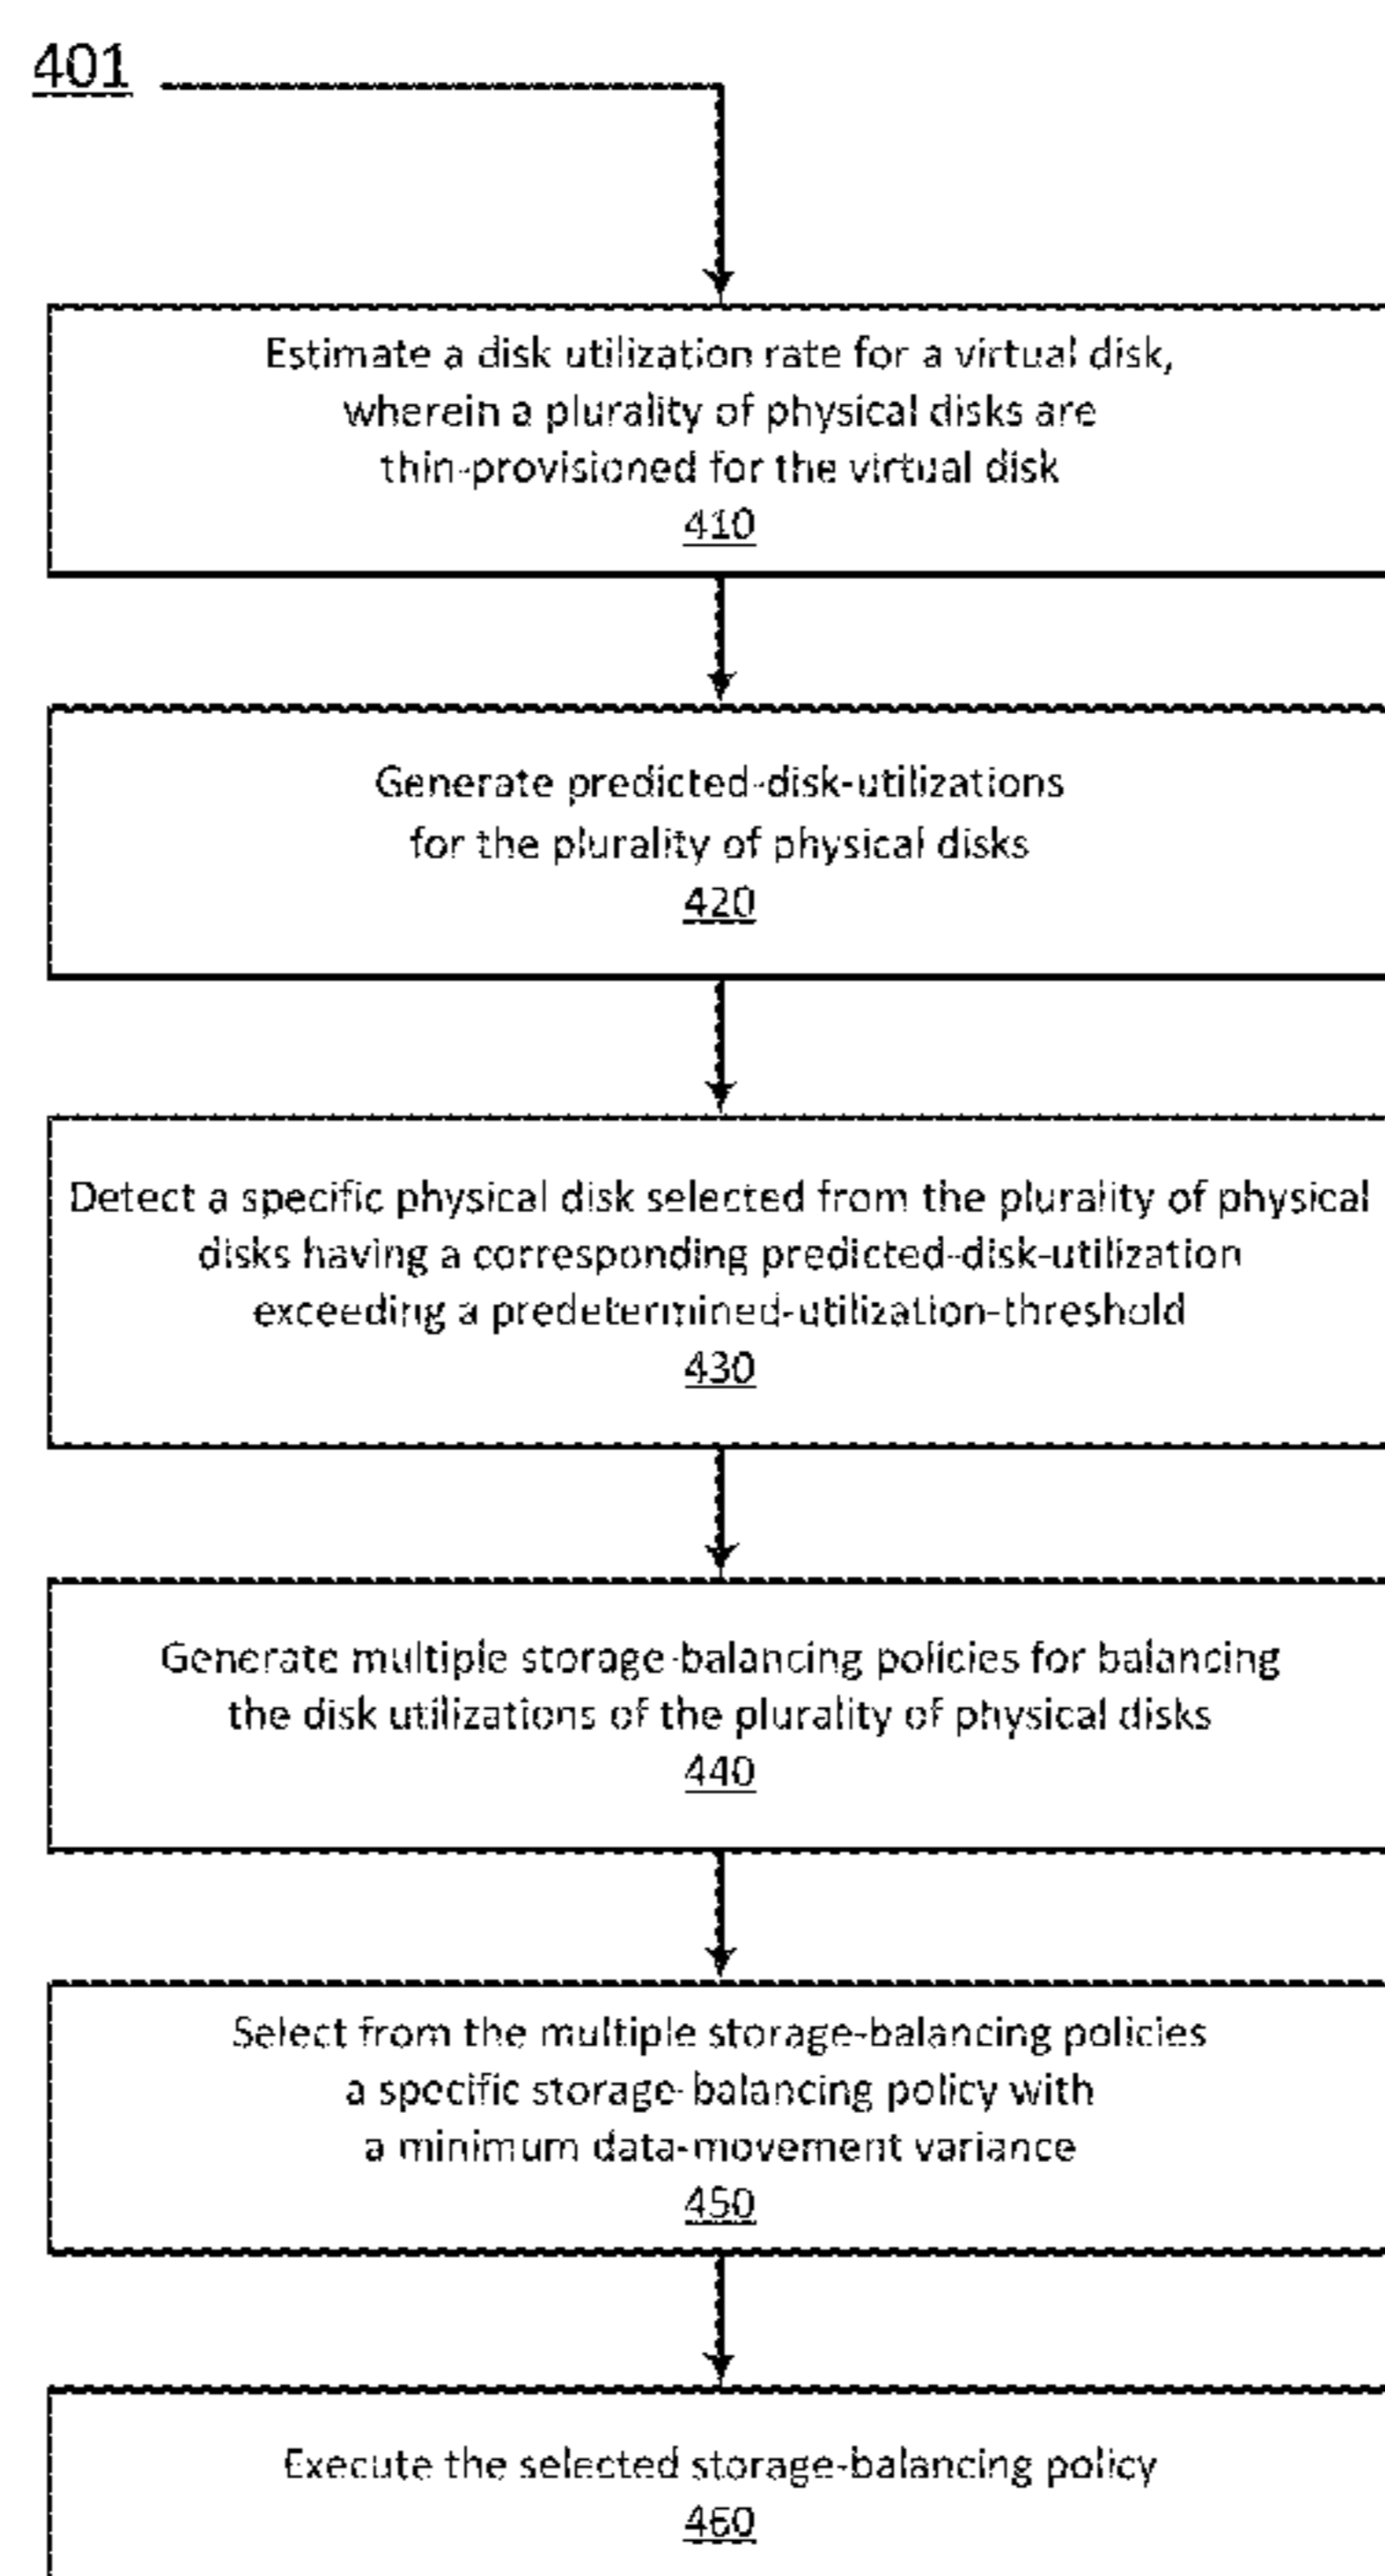 401
Estimate a disk utilization rate for a virtual disk,
wherein a plurality of physical disks are
thin-provisioned for the virtual disk
410
Generate predicted-disk-utilizations
for the plurality of physical disks
420
Detect a specific physical disk selected from the plurality of physical
disks having a corresponding predicted-disk-utilization
exceeding a predetermined-utilization-threshold
430
Generate multiple storage-balancing policies for balancing
the disk utilizations of the plurality of physical disks
440
Select from the multiple storage-balancing policies
a specific storage-balancing policy with
a minimum data-movement variance
450
Execute the selected storage-balancing policy
460